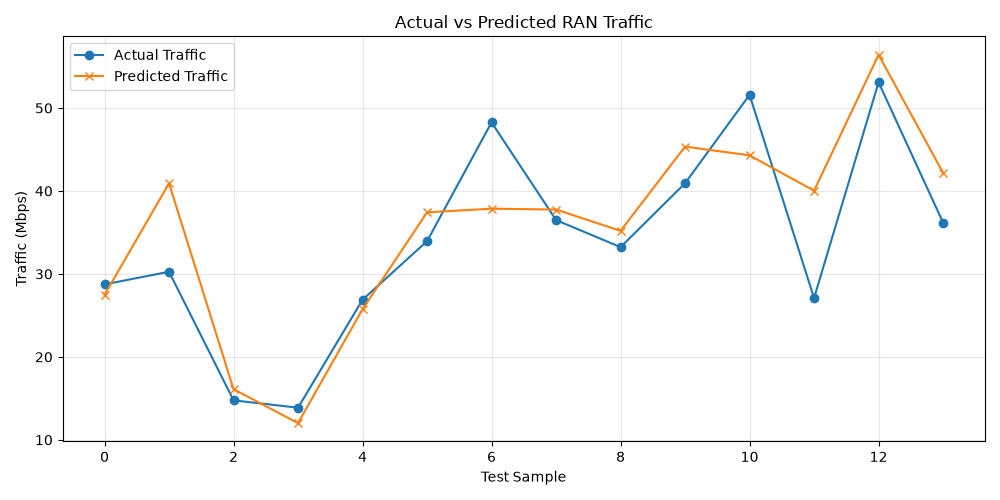 Actual vs Predicted RAN Traffic
Actual Traffic
Predicted Traffic
Traffic (Mbps)
50
40
30
20
10
0 2 4 6 8 10 12
Test Sample